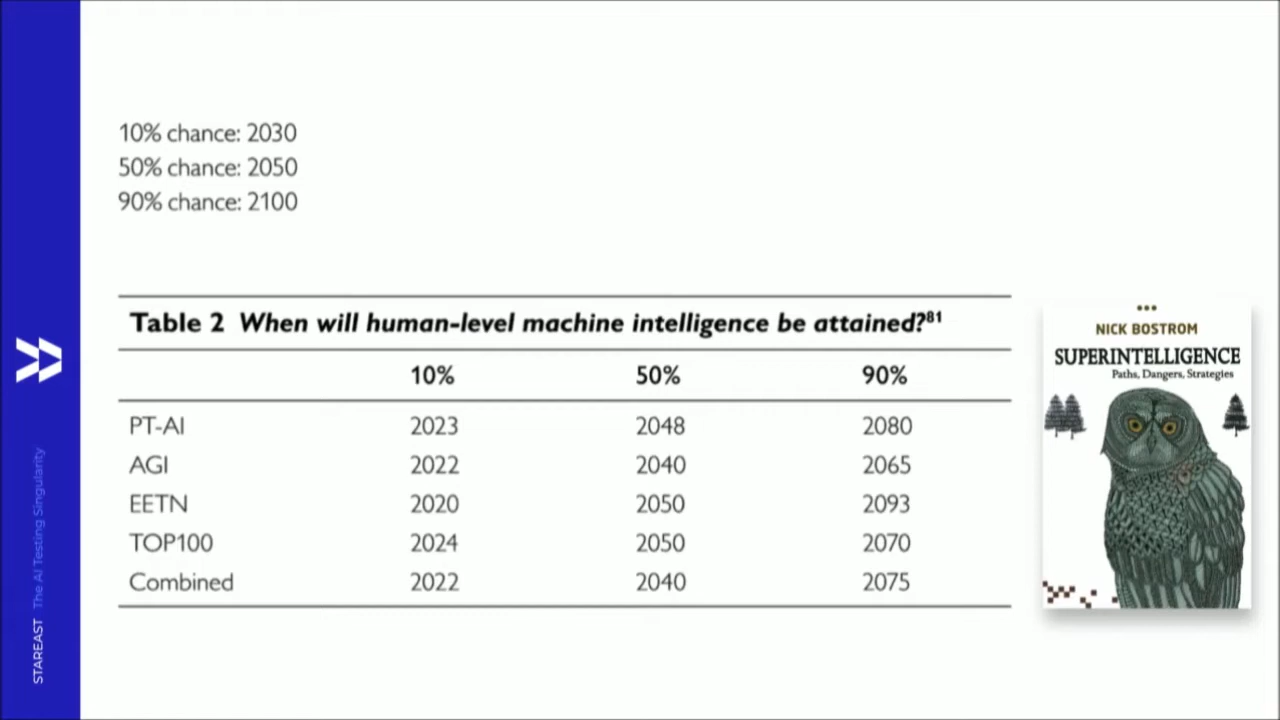 10% chance: 2030
50% chance: 2050
90% chance: 2100
Table 2 When will human-level machine intelligence be attained?⁸¹
10% 50% 90%
PT-AI 2023 2048 2080
AGI 2022 2040 2065
EETN 2020 2050 2093
TOP100 2024 2050 2070
Combined 2022 2040 2075
NICK BOSTROM
SUPERINTELLIGENCE
Paths, Dangers, Strategies
STAREAST The AI Testing Singularity